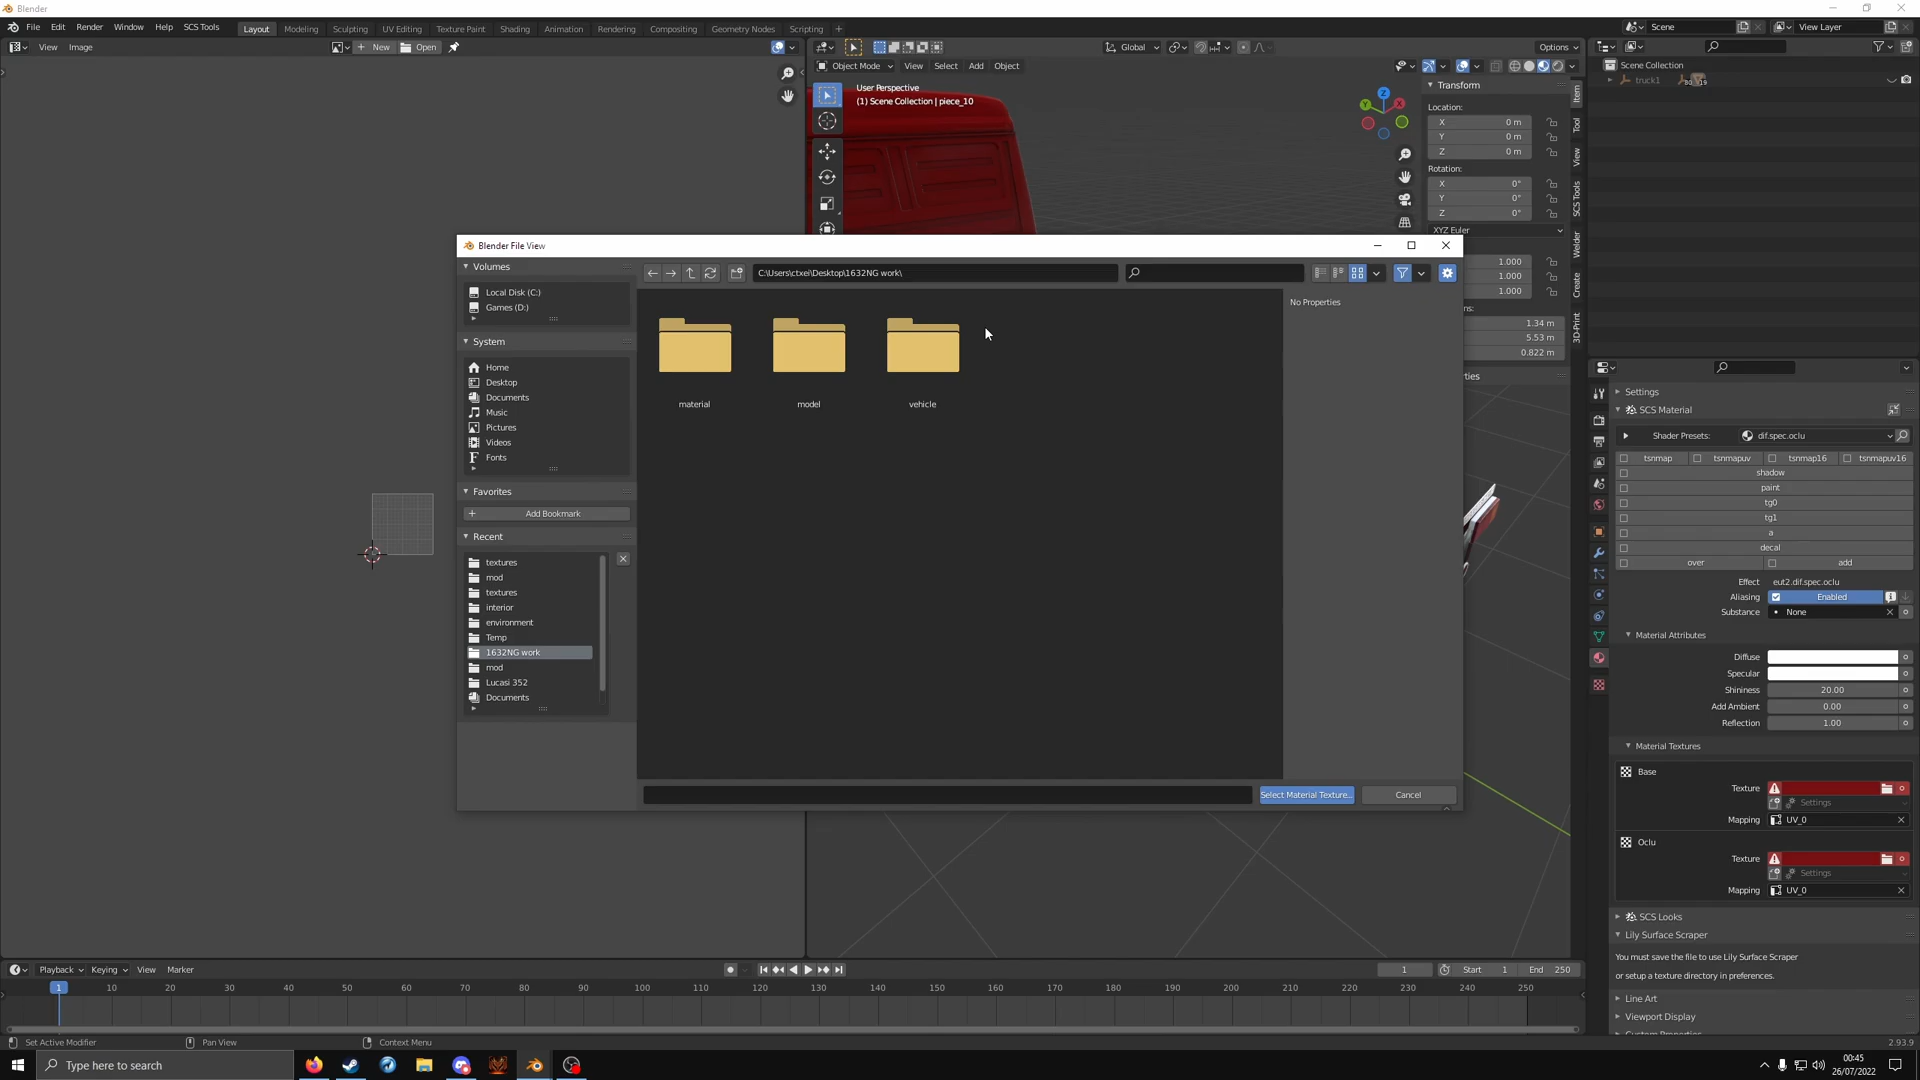 Blender
File Edit Render Window Help SCS Tools
Layout Modeling Sculpting UV Editing Texture Paint Shading Animation Rendering Compositing Geometry Nodes Scripting +
Scene
View Layer
View Image
New
Open
Global
Options
Object Mode View Select Add Object
User Perspective
(1) Scene Collection | piece_10
Scene Collection
truck1
Transform
Location:
X 0 m
Y 0 m
Z 0 m
Rotation:
X 0°
Y 0°
Z 0°
XYZ Euler
1.000
1.000
1.000
1.34 m
5.53 m
0.822 m
Item
Tool
View
SCS Tools
Welder
Create
3D-Print
Blender File View
Volumes
Local Disk (C:)
Games (D:)
System
Home
Desktop
Documents
Music
Pictures
Videos
Fonts
Favorites
Add Bookmark
Recent
textures
mod
textures
interior
environment
Temp
1632NG work
mod
Lucasi 352
Documents
C:\Users\ctxei\Desktop\1632NG work\
material
model
vehicle
No Properties
Select Material Texture...
Cancel
Settings
SCS Material
Shader Presets: dif.spec.oclu
tsnmap tsnmapuv tsnmap16 tsnmapuv16
shadow
paint
tg0
tg1
a
decal
over add
Effect eut2.dif.spec.oclu
Aliasing Enabled
Substance None
Material Attributes
Diffuse
Specular
Shininess 20.00
Add Ambient 0.00
Reflection 1.00
Material Textures
Base
Texture
Settings
Mapping UV_0
Oclu
Texture
Settings
Mapping UV_0
SCS Looks
Lily Surface Scraper
You must save the file to use Lily Surface Scraper
or setup a texture directory in preferences.
Line Art
Viewport Display
Custom Properties
Playback Keying View Marker
1
Start 1
End 250
1 10 20 30 40 50 60 70 80 90 100 110 120 130 140 150 160 170 180 190 200 210 220 230 240 250
Set Active Modifier
Pan View
Context Menu
2.93.9
Type here to search
00:45
26/07/2022